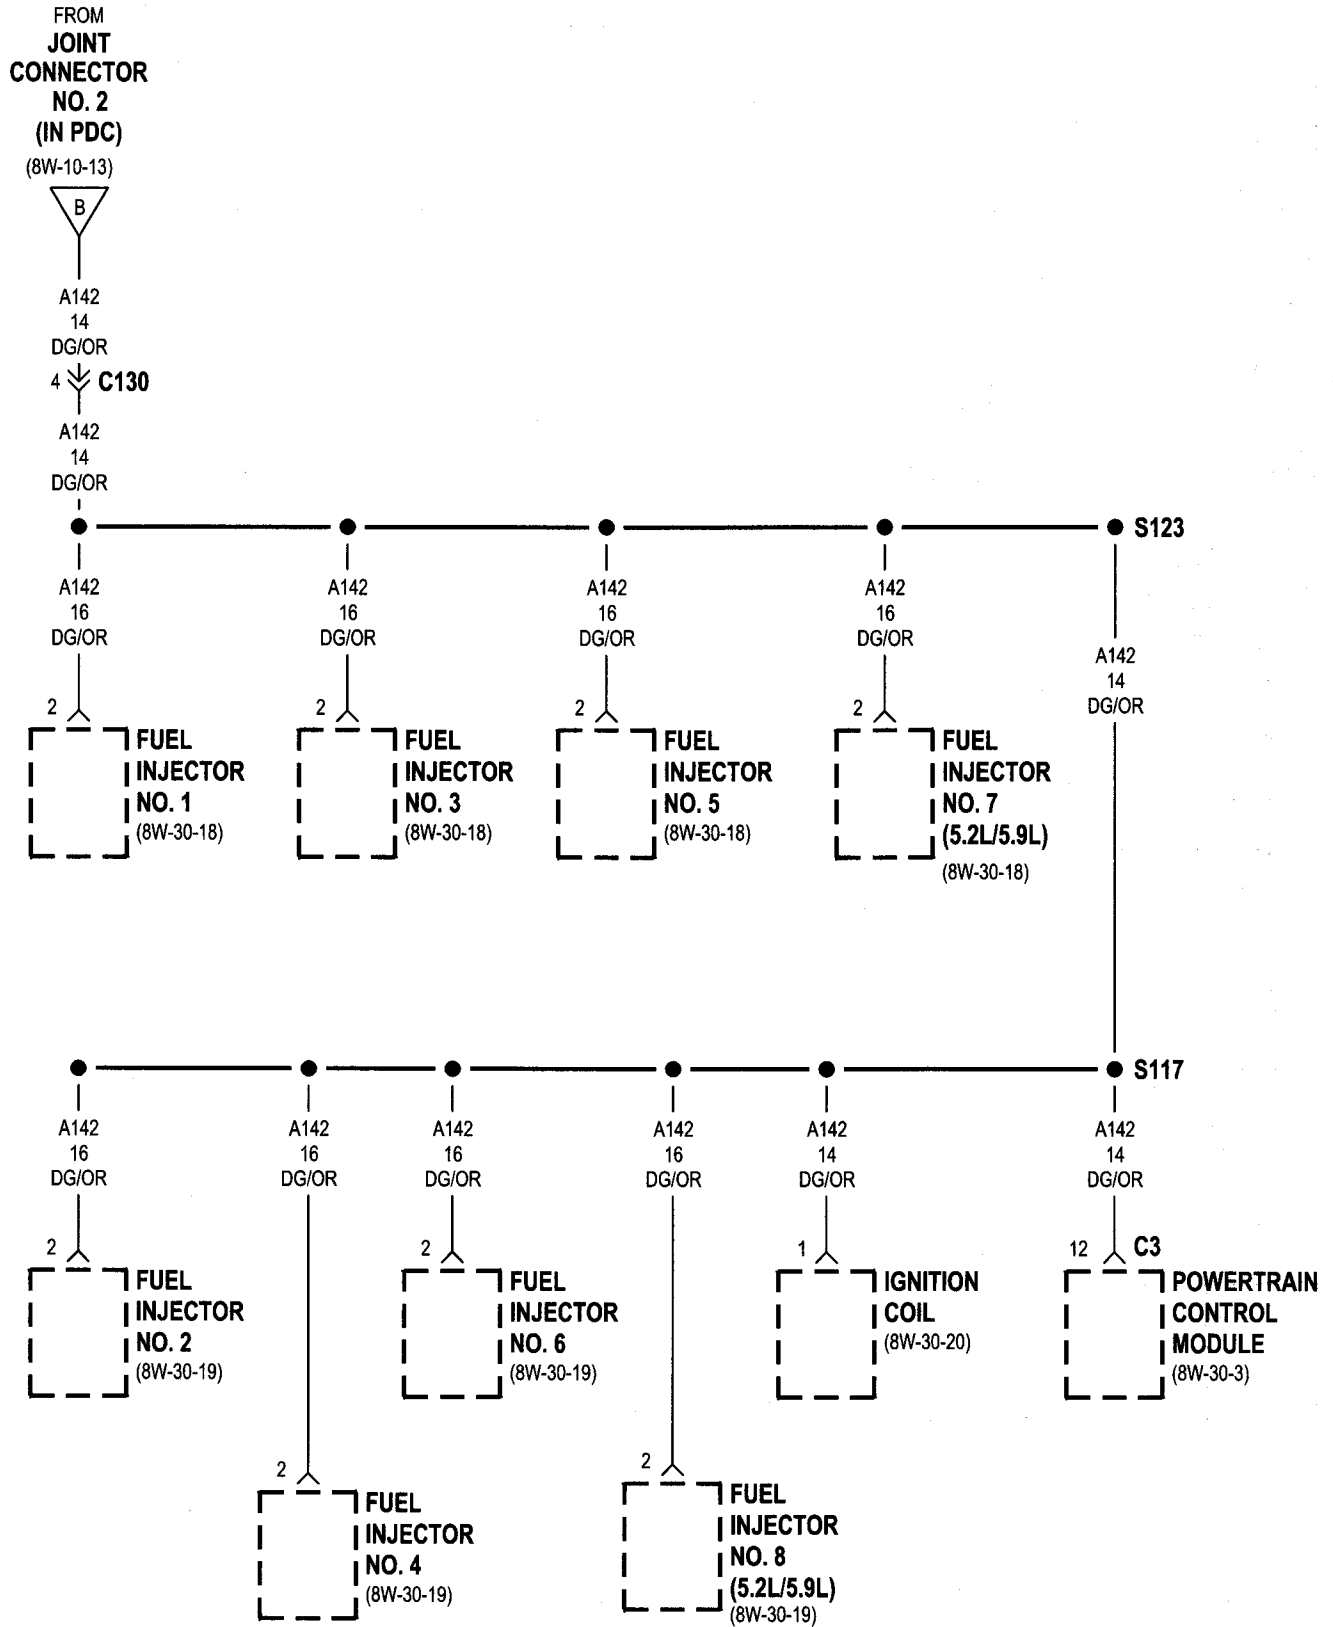 FROM
JOINT
CONNECTOR
NO. 2
(IN PDC)
(8W-10-13)
B
A142
14
DG/OR
4 C130
A142
14
DG/OR
S123
A142
16
DG/OR
A142
16
DG/OR
A142
16
DG/OR
A142
16
DG/OR
A142
14
DG/OR
2
FUEL
INJECTOR
NO. 1
(8W-30-18)
2
FUEL
INJECTOR
NO. 3
(8W-30-18)
2
FUEL
INJECTOR
NO. 5
(8W-30-18)
2
FUEL
INJECTOR
NO. 7
(5.2L/5.9L)
(8W-30-18)
S117
A142
16
DG/OR
A142
16
DG/OR
A142
16
DG/OR
A142
16
DG/OR
A142
14
DG/OR
A142
14
DG/OR
2
FUEL
INJECTOR
NO. 2
(8W-30-19)
2
FUEL
INJECTOR
NO. 6
(8W-30-19)
1
IGNITION
COIL
(8W-30-20)
12 C3
POWERTRAIN
CONTROL
MODULE
(8W-30-3)
2
FUEL
INJECTOR
NO. 4
(8W-30-19)
2
FUEL
INJECTOR
NO. 8
(5.2L/5.9L)
(8W-30-19)